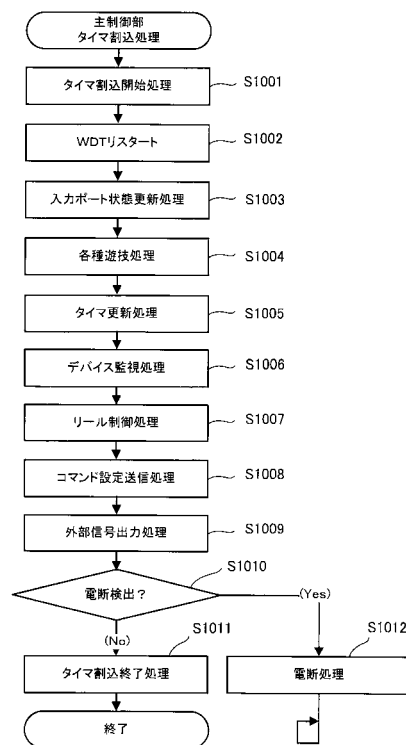 主制御部
タイマ割込処理
タイマ割込開始処理
S1001
WDTリスタート
S1002
入力ポート状態更新処理
S1003
各種遊技処理
S1004
タイマ更新処理
S1005
デバイス監視処理
S1006
リール制御処理
S1007
コマンド設定送信処理
S1008
外部信号出力処理
S1009
電断検出?
S1010
(Yes)
(No)
タイマ割込終了処理
S1011
電断処理
S1012
終了